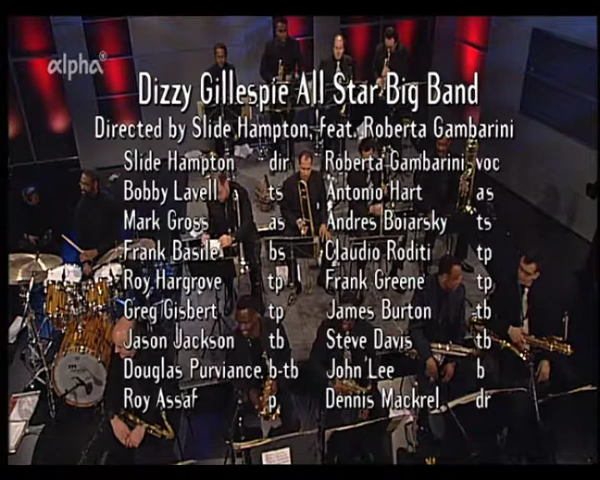 alpha
Dizzy Gillespie All Star Big Band
Directed by Slide Hampton, feat. Roberta Gambarini
Slide Hampton dir Roberta Gambarini voc
Bobby Lavell ts Antonio Hart as
Mark Gross as Andres Boiarsky ts
Frank Basile bs Claudio Roditi tp
Roy Hargrove tp Frank Greene tp
Greg Gisbert tp James Burton tb
Jason Jackson tb Steve Davis tb
Douglas Purviance b-tb John Lee b
Roy Assaf p Dennis Mackrel dr